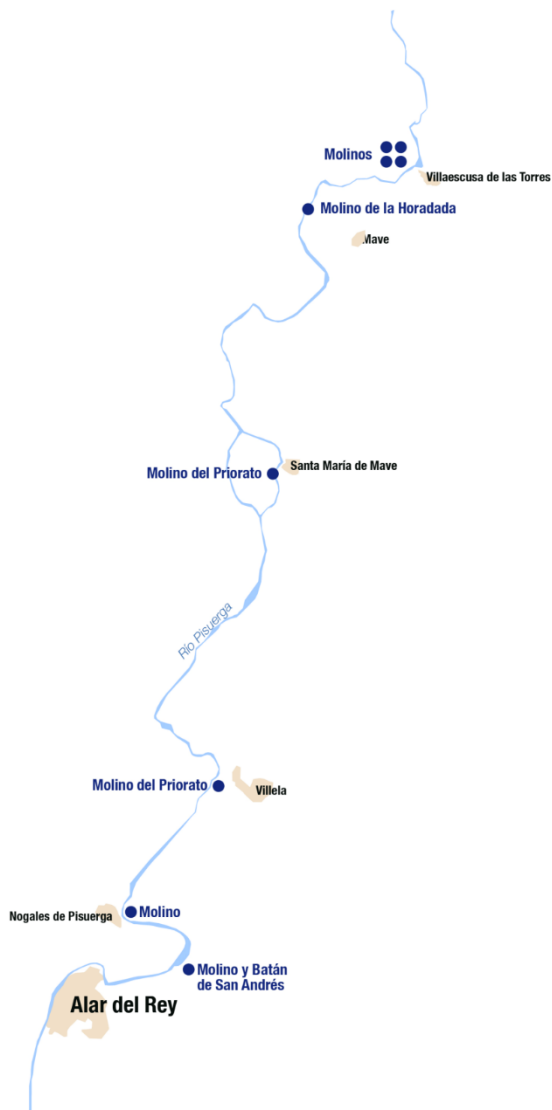 Molinos
Villaescusa de las Torres
Molino de la Horadada
Mave
Santa María de Mave
Molino del Priorato
Río Pisuerga
Molino del Priorato
Villela
Molino
Nogales de Pisuerga
Molino y Batán
de San Andrés
Alar del Rey